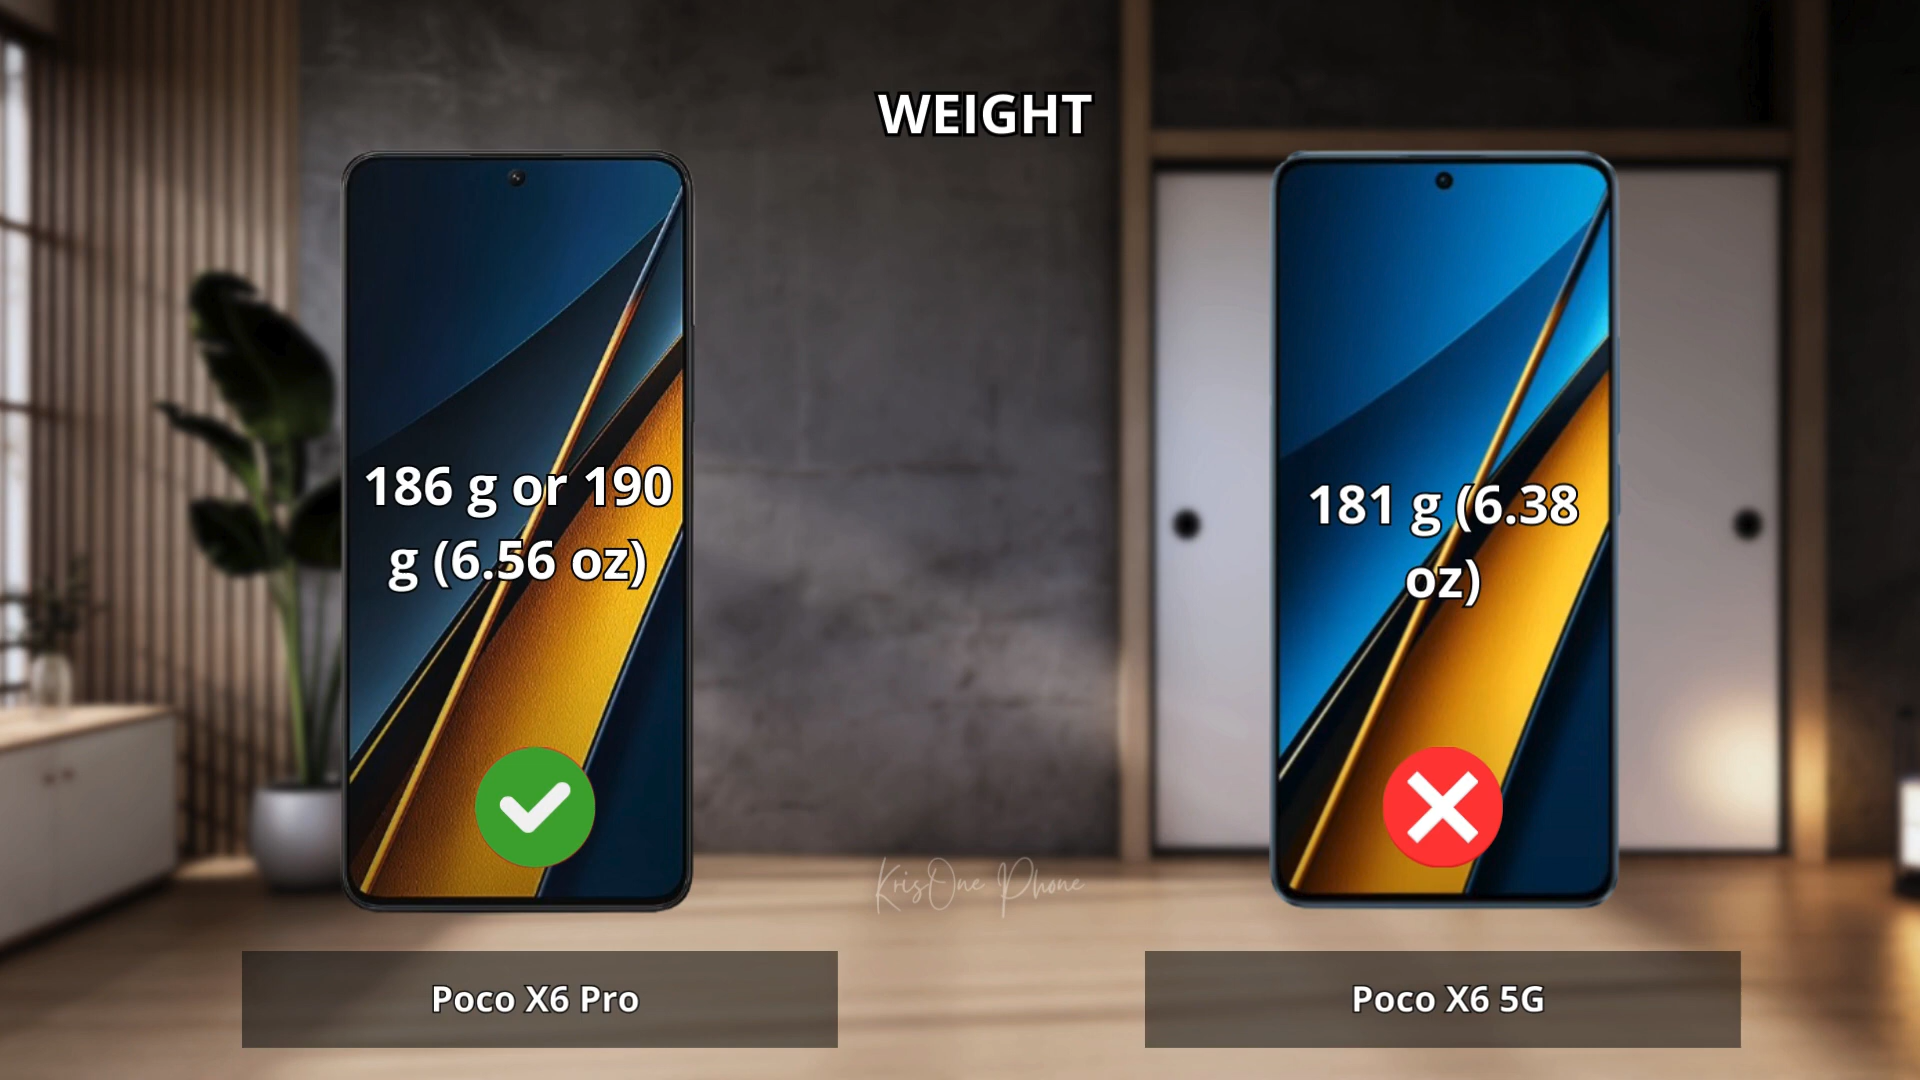 WEIGHT
186 g or 190
g (6.56 oz)
181 g (6.38
oz)
KrisOne Phone
Poco X6 Pro
Poco X6 5G